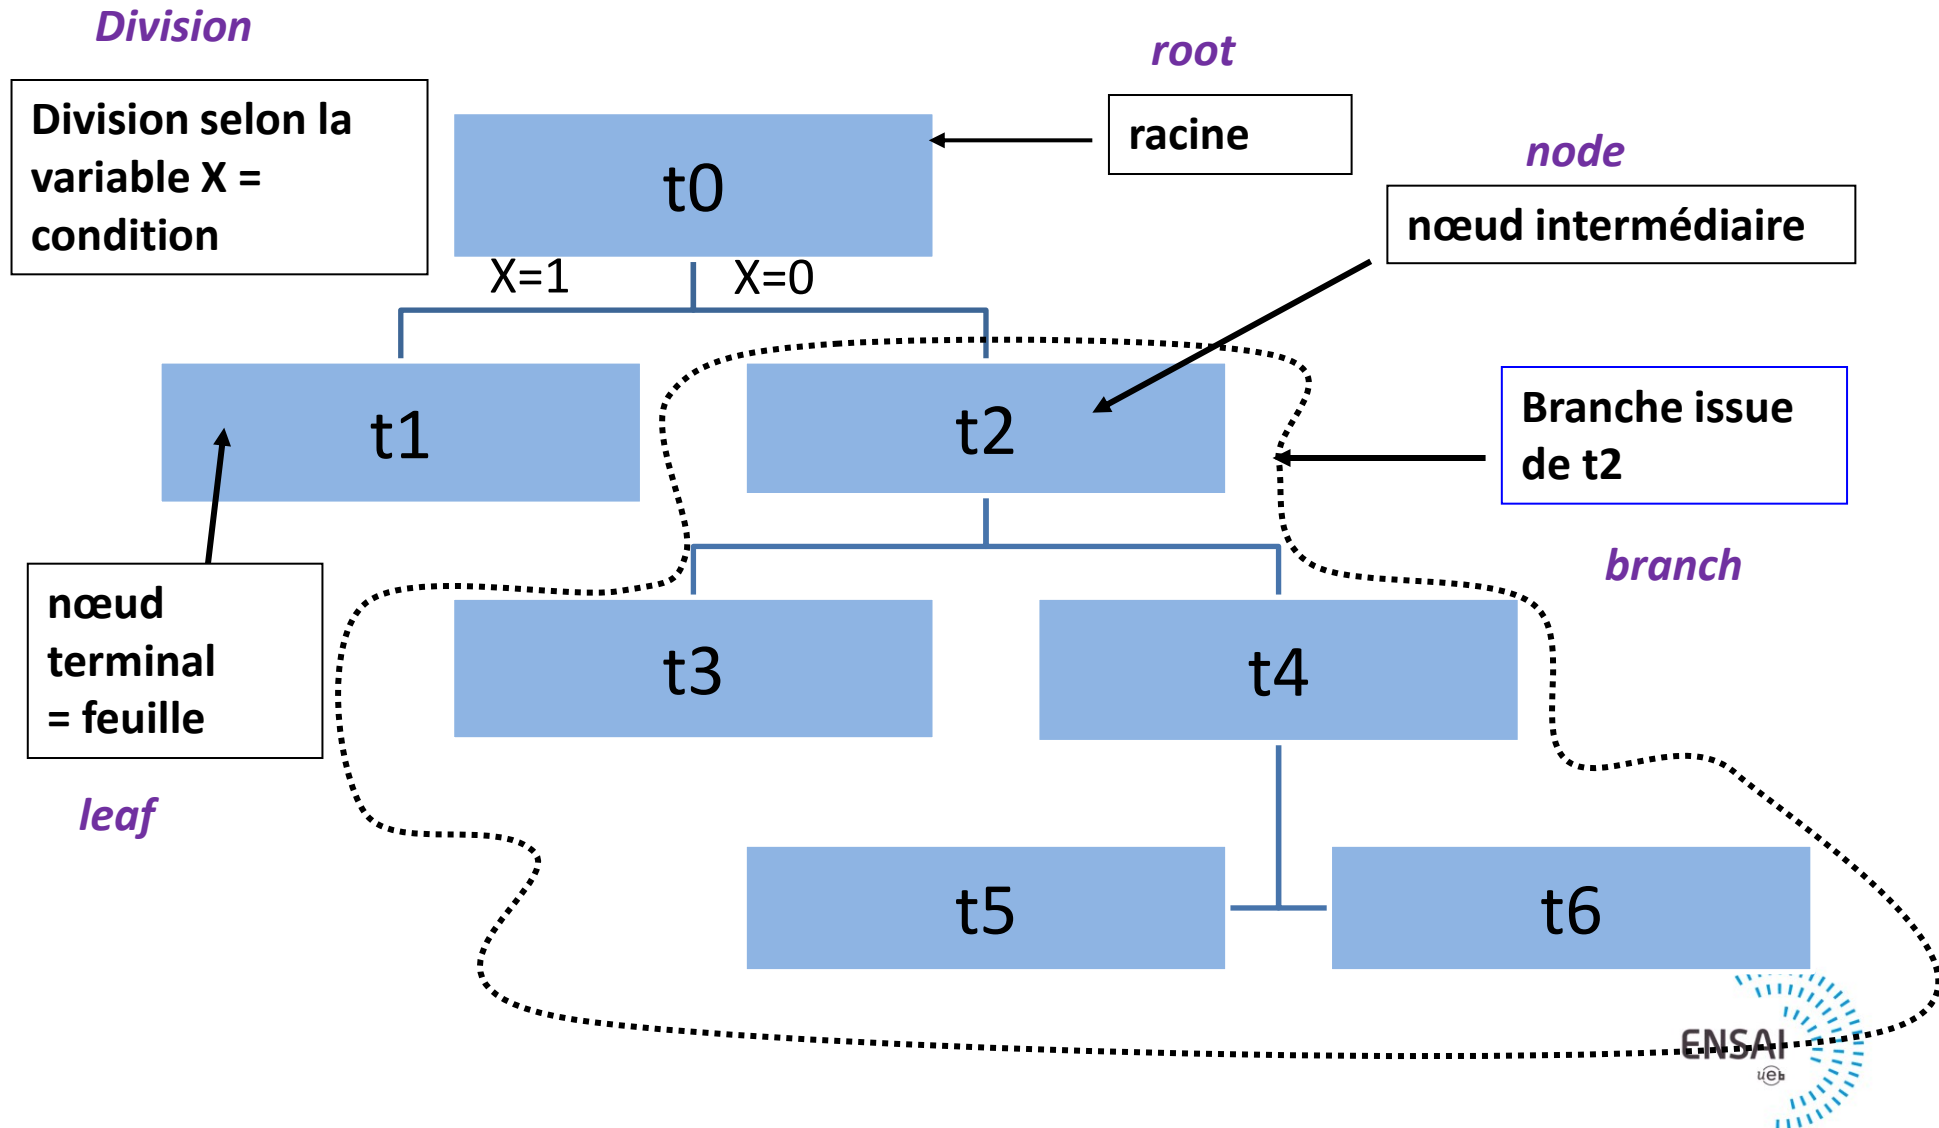 Division
Division selon la
variable X =
condition
root
racine
node
nœud intermédiaire
t0
X=1
X=0
t1
t2
Branche issue
de t2
branch
nœud
terminal
= feuille
leaf
t3
t4
t5
t6
ENSAI
ueb